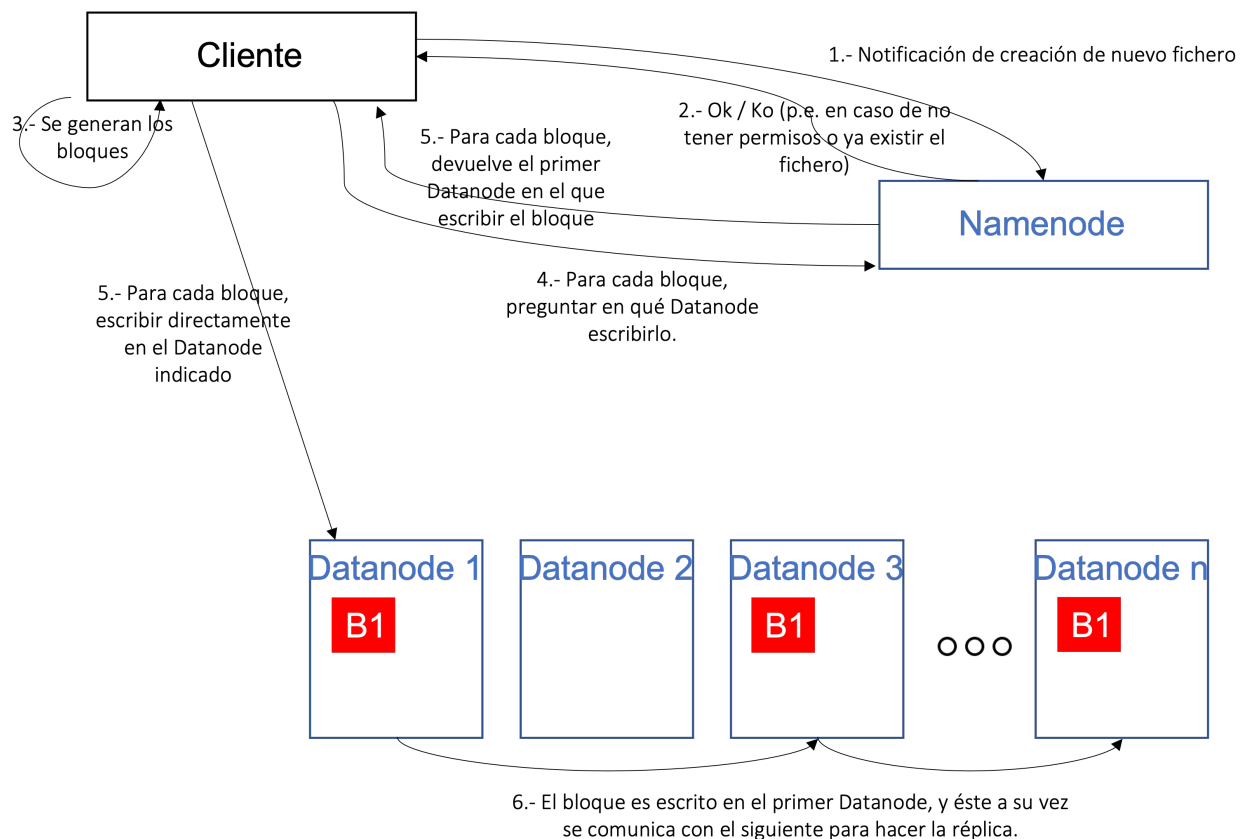 Cliente
1.- Notificación de creación de nuevo fichero
2.- Ok / Ko (p.e. en caso de no
tener permisos o ya existir el
fichero)
3.- Se generan los
bloques
5.- Para cada bloque,
devuelve el primer
Datanode en el que
escribir el bloque
Namenode
4.- Para cada bloque,
preguntar en qué Datanode
escribirlo.
5.- Para cada bloque,
escribir directamente
en el Datanode
indicado
Datanode 1
B1
Datanode 2
Datanode 3
B1
Datanode n
B1
6.- El bloque es escrito en el primer Datanode, y éste a su vez
se comunica con el siguiente para hacer la réplica.